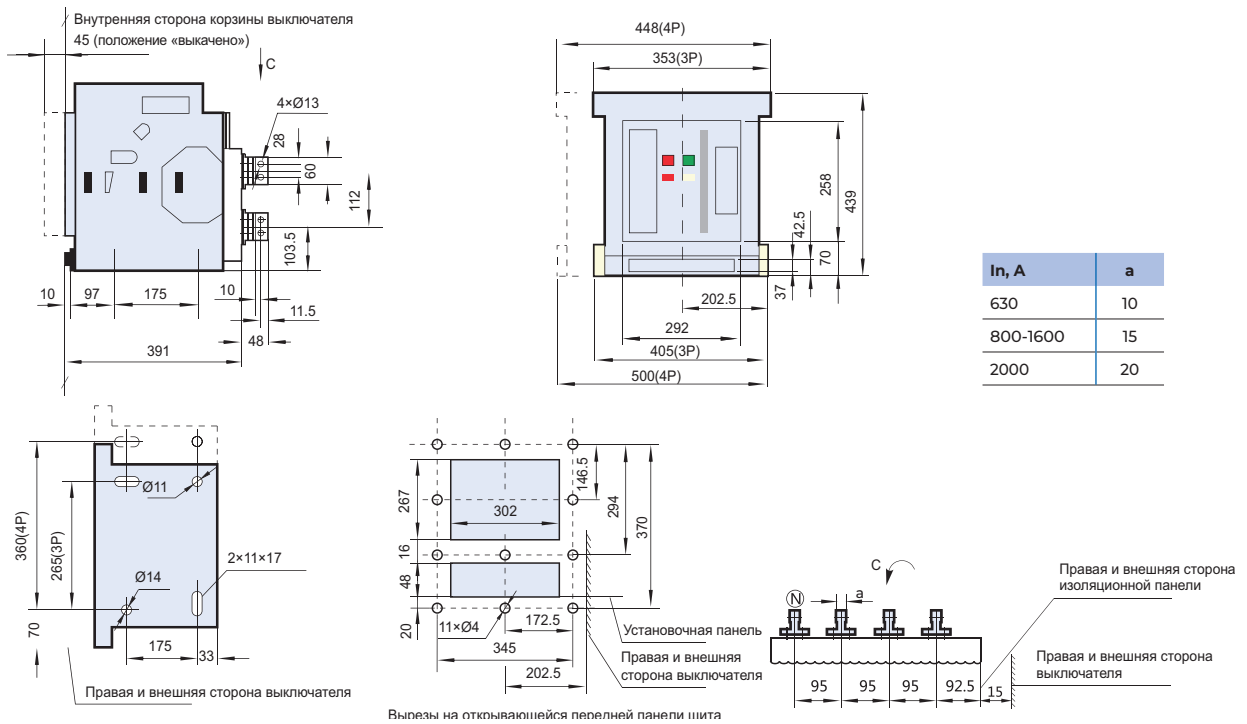 Внутренняя сторона корзины выключателя
45 (положение «выкачено»)
C
4×Ø13
28
60
112
103.5
10
97
175
10
11.5
48
391
448(4P)
353(3P)
258
439
42.5
70
37
202.5
292
405(3P)
500(4P)
In, A a
630 10
800-1600 15
2000 20
360(4P)
265(3P)
Ø11
2×11×17
Ø14
70
175
33
Правая и внешняя сторона выключателя
267
302
146.5
294
370
16
48
20
11×Ø4
172.5
345
202.5
Установочная панель
Правая и внешняя
сторона выключателя
Вырезы на открывающейся передней панели щита
C
N
a
Правая и внешняя сторона
изоляционной панели
Правая и внешняя сторона
выключателя
95
95
95
92.5
15